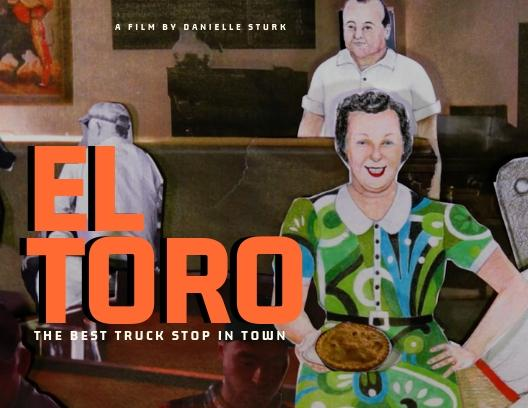 A FILM BY DANIELLE STURK
EL
TORO
THE BEST TRUCK STOP IN TOWN